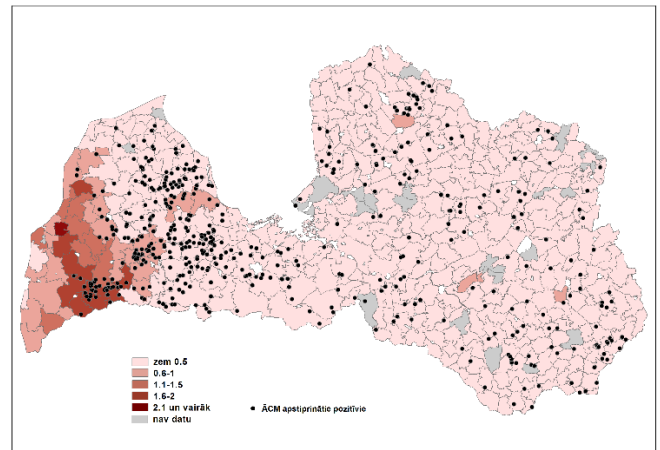 zem 0.5
0.6-1
1.1-1.5
1.6-2
2.1 un vairāk
nav datu
ĀCM apstiprinātie pozitīvie